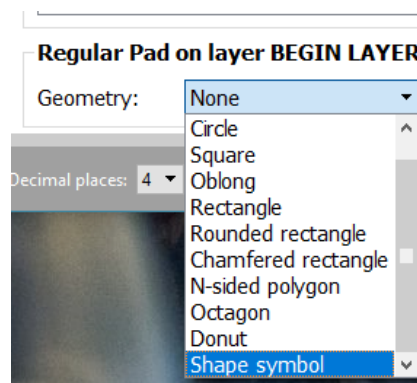 Regular Pad on layer BEGIN LAYER
Geometry: None
Circle
Decimal places: 4
Square
Oblong
Rectangle
Rounded rectangle
Chamfered rectangle
N-sided polygon
Octagon
Donut
Shape symbol